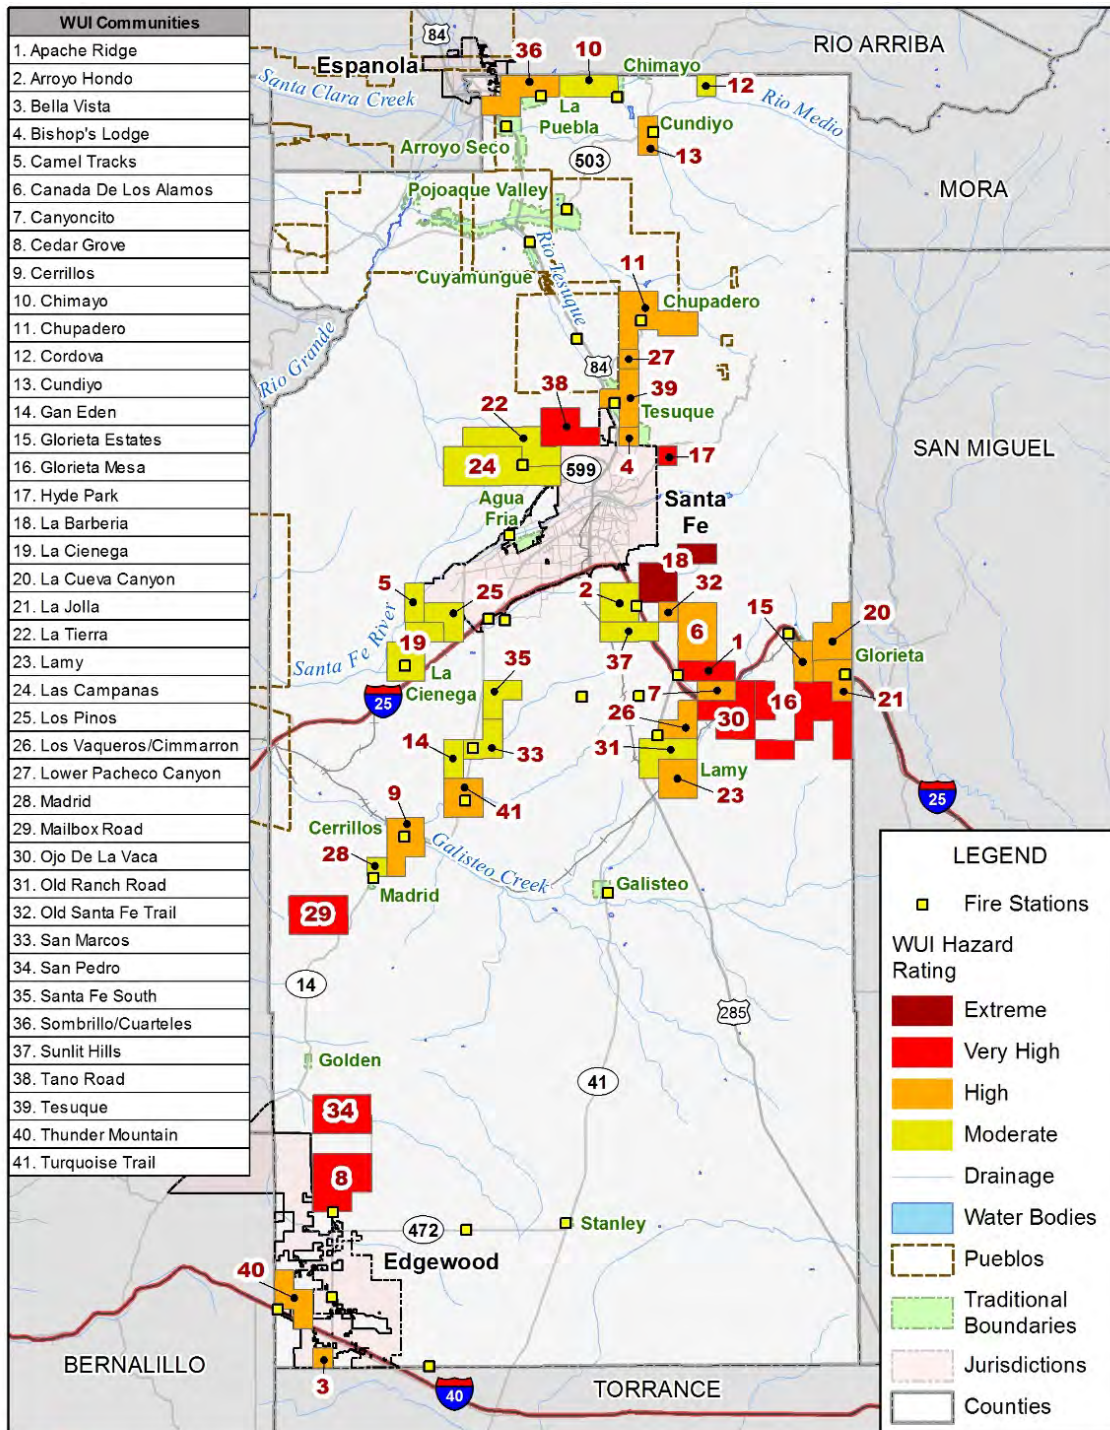 WUI Communities
1. Apache Ridge
2. Arroyo Hondo
3. Bella Vista
4. Bishop's Lodge
5. Camel Tracks
6. Canada De Los Alamos
7. Canyoncito
8. Cedar Grove
9. Cerrillos
10. Chimayo
11. Chupadero
12. Cordova
13. Cundiyo
14. Gan Eden
15. Glorieta Estates
16. Glorieta Mesa
17. Hyde Park
18. La Barberia
19. La Cienega
20. La Cueva Canyon
21. La Jolla
22. La Tierra
23. Lamy
24. Las Campanas
25. Los Pinos
26. Los Vaqueros/Cimmarron
27. Lower Pacheco Canyon
28. Madrid
29. Mailbox Road
30. Ojo De La Vaca
31. Old Ranch Road
32. Old Santa Fe Trail
33. San Marcos
34. San Pedro
35. Santa Fe South
36. Sombrillo/Cuarteles
37. Sunlit Hills
38. Tano Road
39. Tesuque
40. Thunder Mountain
41. Turquoise Trail
84
Espanola
36
10
Chimayo
RIO ARRIBA
Santa Clara Creek
12
Rio Medio
La
Puebla
Cundiyo
Arroyo Seco
503
13
MORA
Pojoaque Valley
Rio Tesuque
Cuyamungue
11
Chupadero
Rio Grande
84
27
38
39
22
Tesuque
24
599
4
17
SAN MIGUEL
Agua
Fria
Santa
Fe
18
5
25
2
32
20
15
6
19
Santa Fe River
La
Cienega
37
1
Glorieta
35
25
7
16
21
26
30
14
33
31
Lamy
23
25
9
41
Cerrillos
28
Galisteo Creek
Madrid
Galisteo
29
14
285
Golden
41
34
8
472
Stanley
Edgewood
40
BERNALILLO
3
40
TORRANCE
LEGEND
Fire Stations
WUI Hazard
Rating
Extreme
Very High
High
Moderate
Drainage
Water Bodies
Pueblos
Traditional
Boundaries
Jurisdictions
Counties